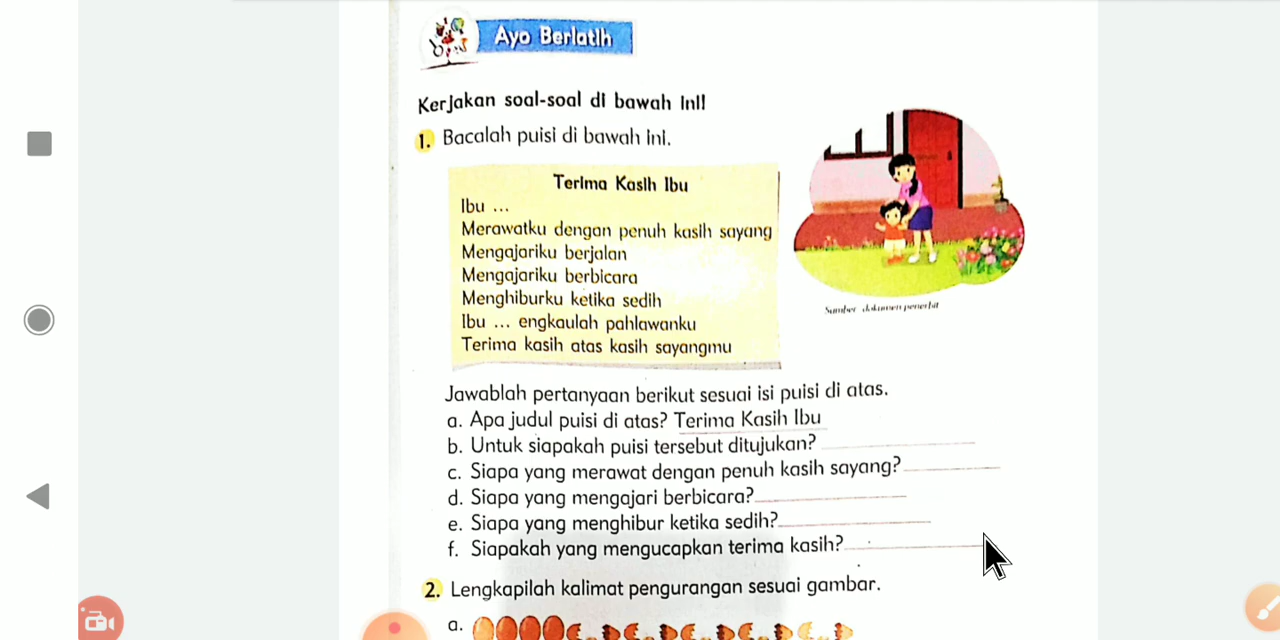 Ayo Berlatih
Kerjakan soal-soal di bawah ini!
1. Bacalah puisi di bawah ini.
Terima Kasih Ibu
Ibu ...
Merawatku dengan penuh kasih sayang
Mengajariku berjalan
Mengajariku berbicara
Menghiburku ketika sedih
Ibu ... engkaulah pahlawanku
Terima kasih atas kasih sayangmu
Sumber dokumen penerbit
Jawablah pertanyaan berikut sesuai isi puisi di atas.
a. Apa judul puisi di atas? Terima Kasih Ibu
b. Untuk siapakah puisi tersebut ditujukan?
c. Siapa yang merawat dengan penuh kasih sayang?
d. Siapa yang mengajari berbicara?
e. Siapa yang menghibur ketika sedih?
f. Siapakah yang mengucapkan terima kasih?
2. Lengkapilah kalimat pengurangan sesuai gambar.
a.